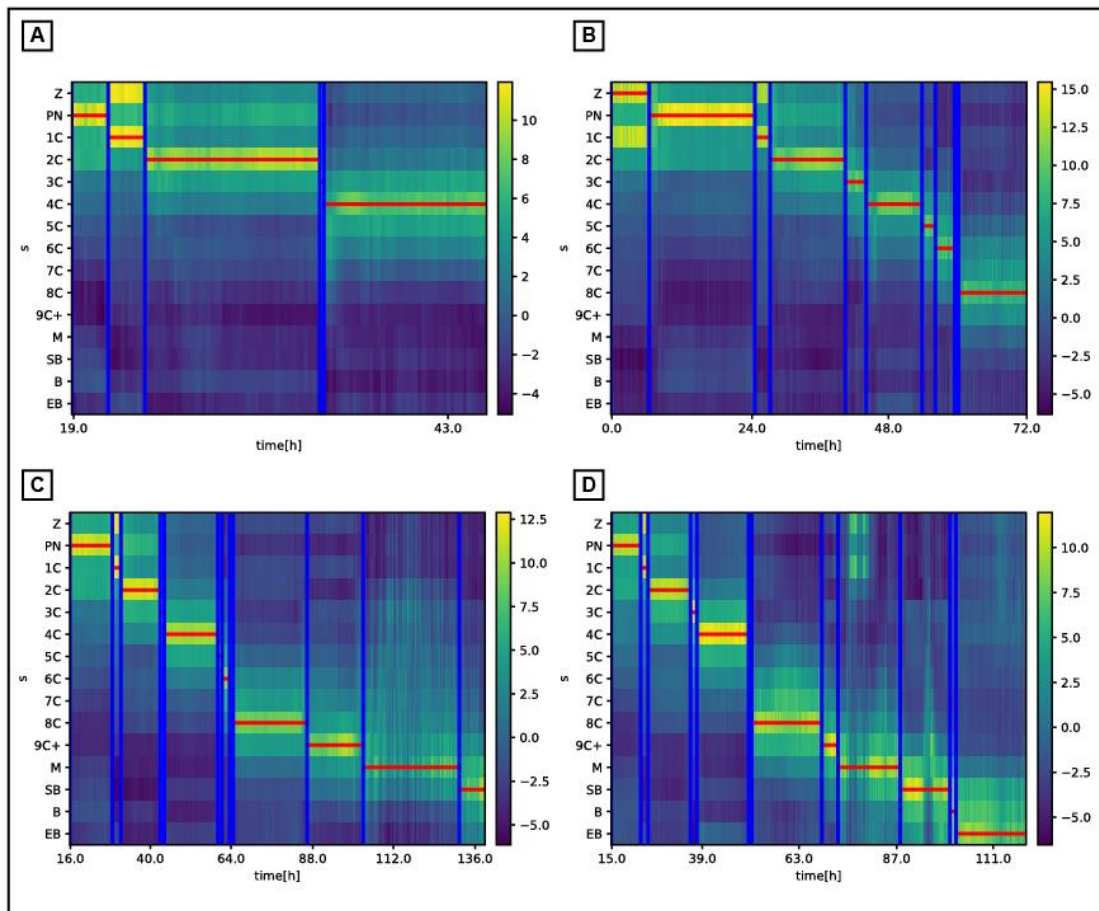 A
Z
PN
1C
2C
3C
4C
5C
6C
7C
8C
9C+
M
SB
B
EB
s
19.0
43.0
time[h]
10
8
6
4
2
0
−2
−4
B
Z
PN
1C
2C
3C
4C
5C
6C
7C
8C
9C+
M
SB
B
EB
s
0.0
24.0
48.0
72.0
time[h]
15.0
12.5
10.0
7.5
5.0
2.5
0.0
−2.5
−5.0
C
Z
PN
1C
2C
3C
4C
5C
6C
7C
8C
9C+
M
SB
B
EB
s
16.0
40.0
64.0
88.0
112.0
136.0
time[h]
12.5
10.0
7.5
5.0
2.5
0.0
−2.5
−5.0
D
Z
PN
1C
2C
3C
4C
5C
6C
7C
8C
9C+
M
SB
B
EB
s
15.0
39.0
63.0
87.0
111.0
time[h]
10.0
7.5
5.0
2.5
0.0
−2.5
−5.0